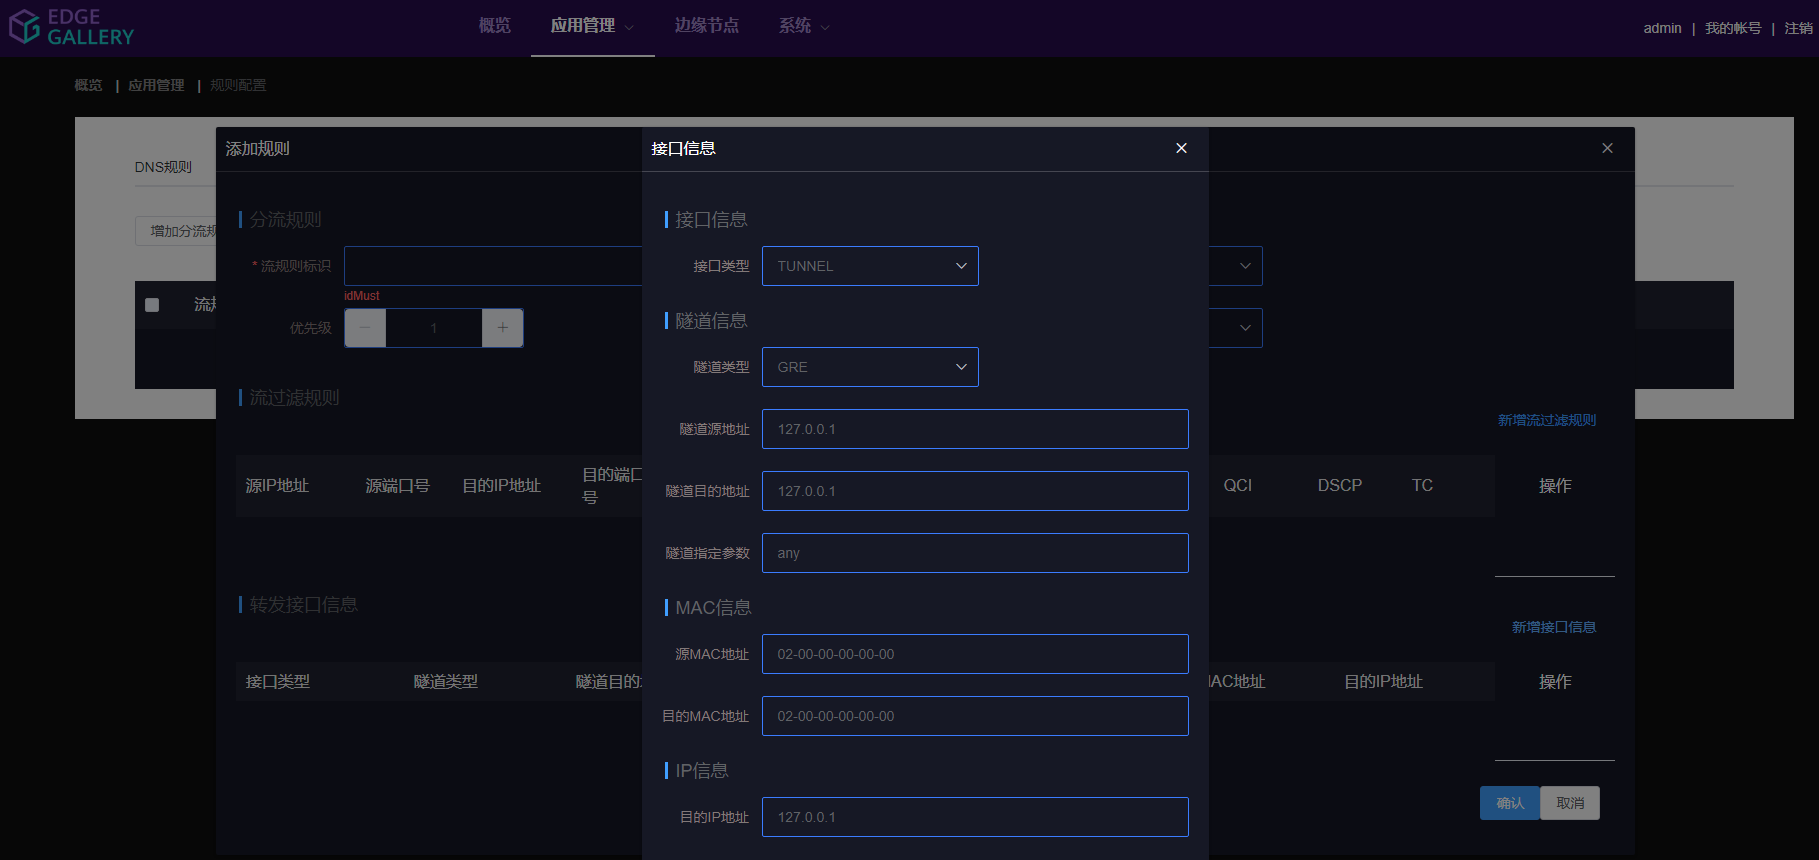 EDGE
GALLERY
概览
应用管理
边缘节点
系统
admin | 我的帐号 | 注销
概览 | 应用管理 | 规则配置
DNS规则
增加分流规
流规
添加规则
分流规则
* 流规则标识
idMust
优先级
− 1 +
流过滤规则
新增流过滤规则
源IP地址
源端口号
目的IP地址
目的端口
号
QCI
DSCP
TC
操作
转发接口信息
新增接口信息
接口类型
隧道类型
隧道目的
AC地址
目的IP地址
操作
确认
取消
接口信息
接口信息
接口类型 TUNNEL
隧道信息
隧道类型 GRE
隧道源地址 127.0.0.1
隧道目的地址 127.0.0.1
隧道指定参数 any
MAC信息
源MAC地址 02-00-00-00-00-00
目的MAC地址 02-00-00-00-00-00
IP信息
目的IP地址 127.0.0.1